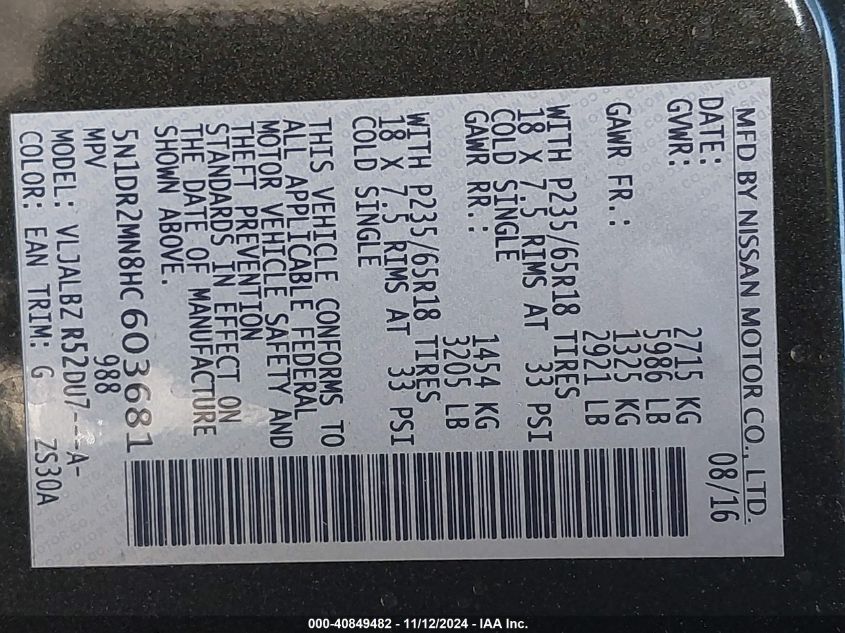 MFD BY NISSAN MOTOR CO., LTD.
DATE: 08/16
GVWR: 2715 KG
5986 LB
GAWR FR.: 1325 KG
2921 LB
WITH P235/65R18 TIRES
18 X 7.5 RIMS AT 33 PSI
COLD SINGLE
GAWR RR.: 1454 KG
3205 LB
WITH P235/65R18 TIRES
18 X 7.5 RIMS AT 33 PSI
COLD SINGLE
THIS VEHICLE CONFORMS TO
ALL APPLICABLE FEDERAL
MOTOR VEHICLE SAFETY AND
THEFT PREVENTION
STANDARDS IN EFFECT ON
THE DATE OF MANUFACTURE
SHOWN ABOVE.
5N1DR2MN8HC603681
MPV 988
MODEL: VLJALBZ R52DU7---A-
COLOR: EAN TRIM: G ZS30A
000-40849482 - 11/12/2024 - IAA Inc.